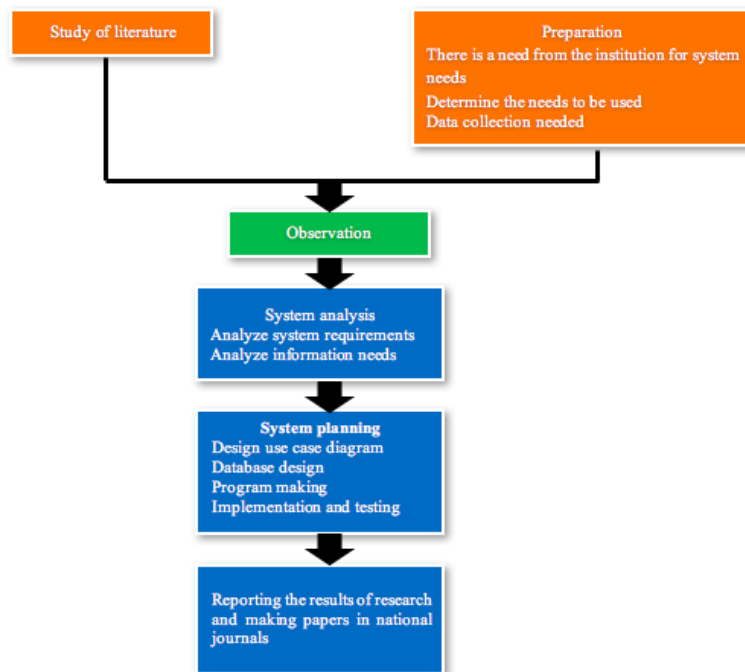 Study of literature
Preparation
There is a need from the institution for system
needs
Determine the needs to be used
Data collection needed
Observation
System analysis
Analyze system requirements
Analyze information needs
System planning
Design use case diagram
Database design
Program making
Implementation and testing
Reporting the results of research
and making papers in national
journals